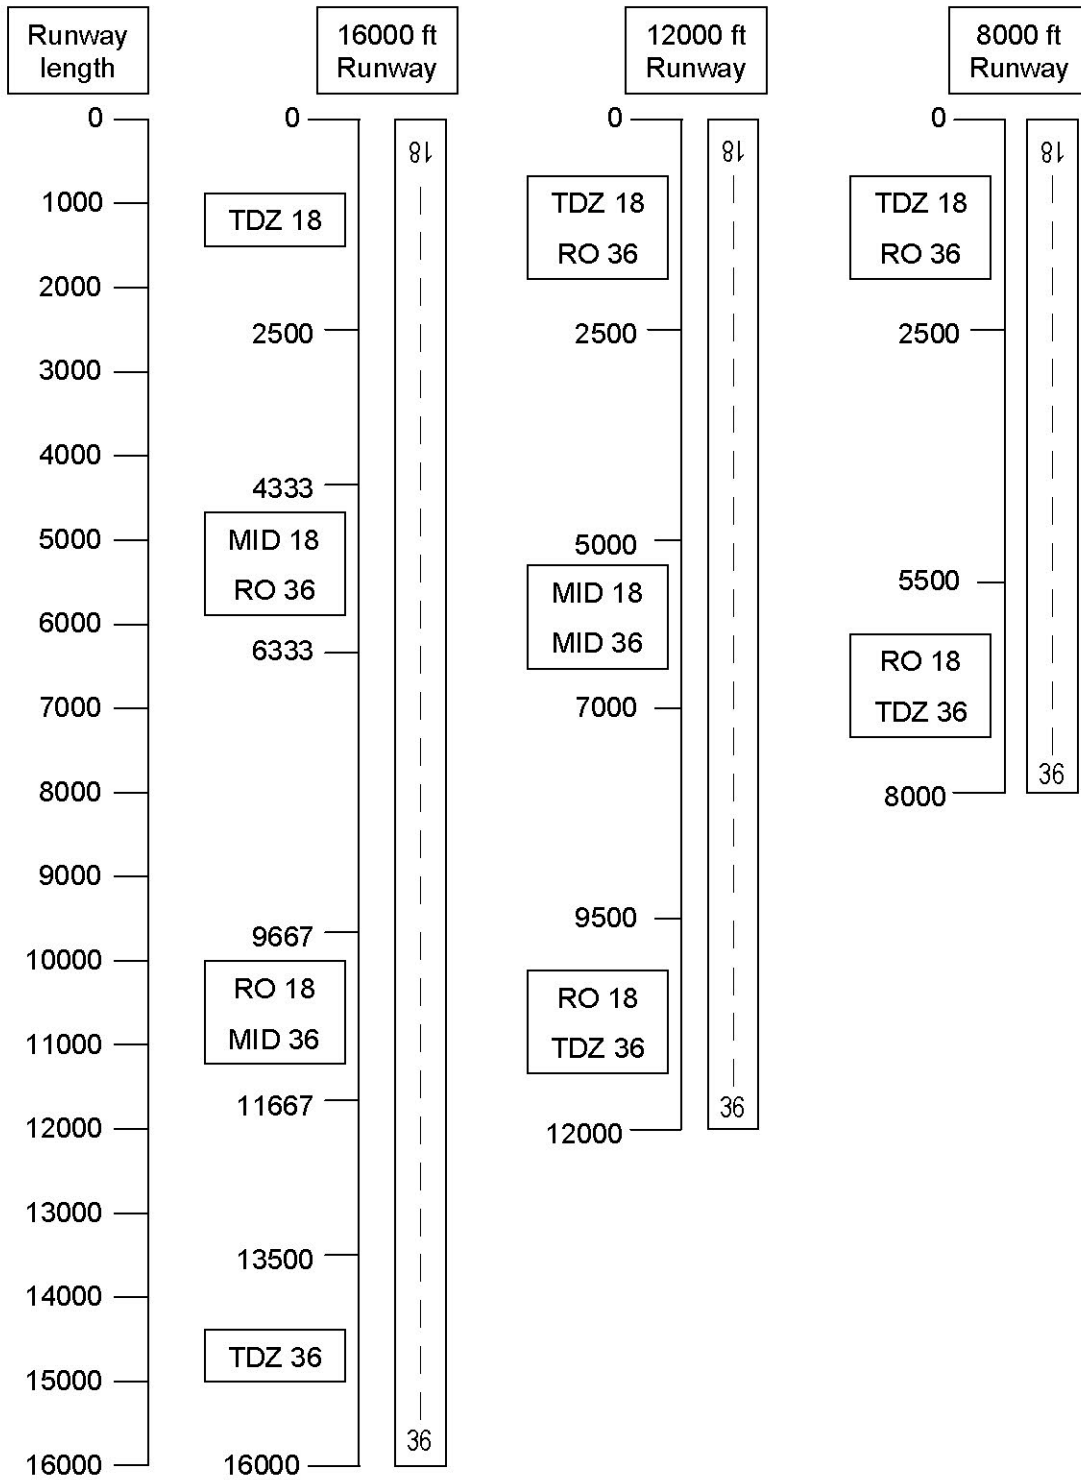 Runway
length
0
1000
2000
3000
4000
5000
6000
7000
8000
9000
10000
11000
12000
13000
14000
15000
16000
16000 ft
Runway
0
TDZ 18
2500
4333
MID 18
RO 36
6333
9667
RO 18
MID 36
11667
13500
TDZ 36
16000
18
36
12000 ft
Runway
0
TDZ 18
RO 36
2500
5000
MID 18
MID 36
7000
9500
RO 18
TDZ 36
12000
18
36
8000 ft
Runway
0
TDZ 18
RO 36
2500
5500
RO 18
TDZ 36
8000
18
36